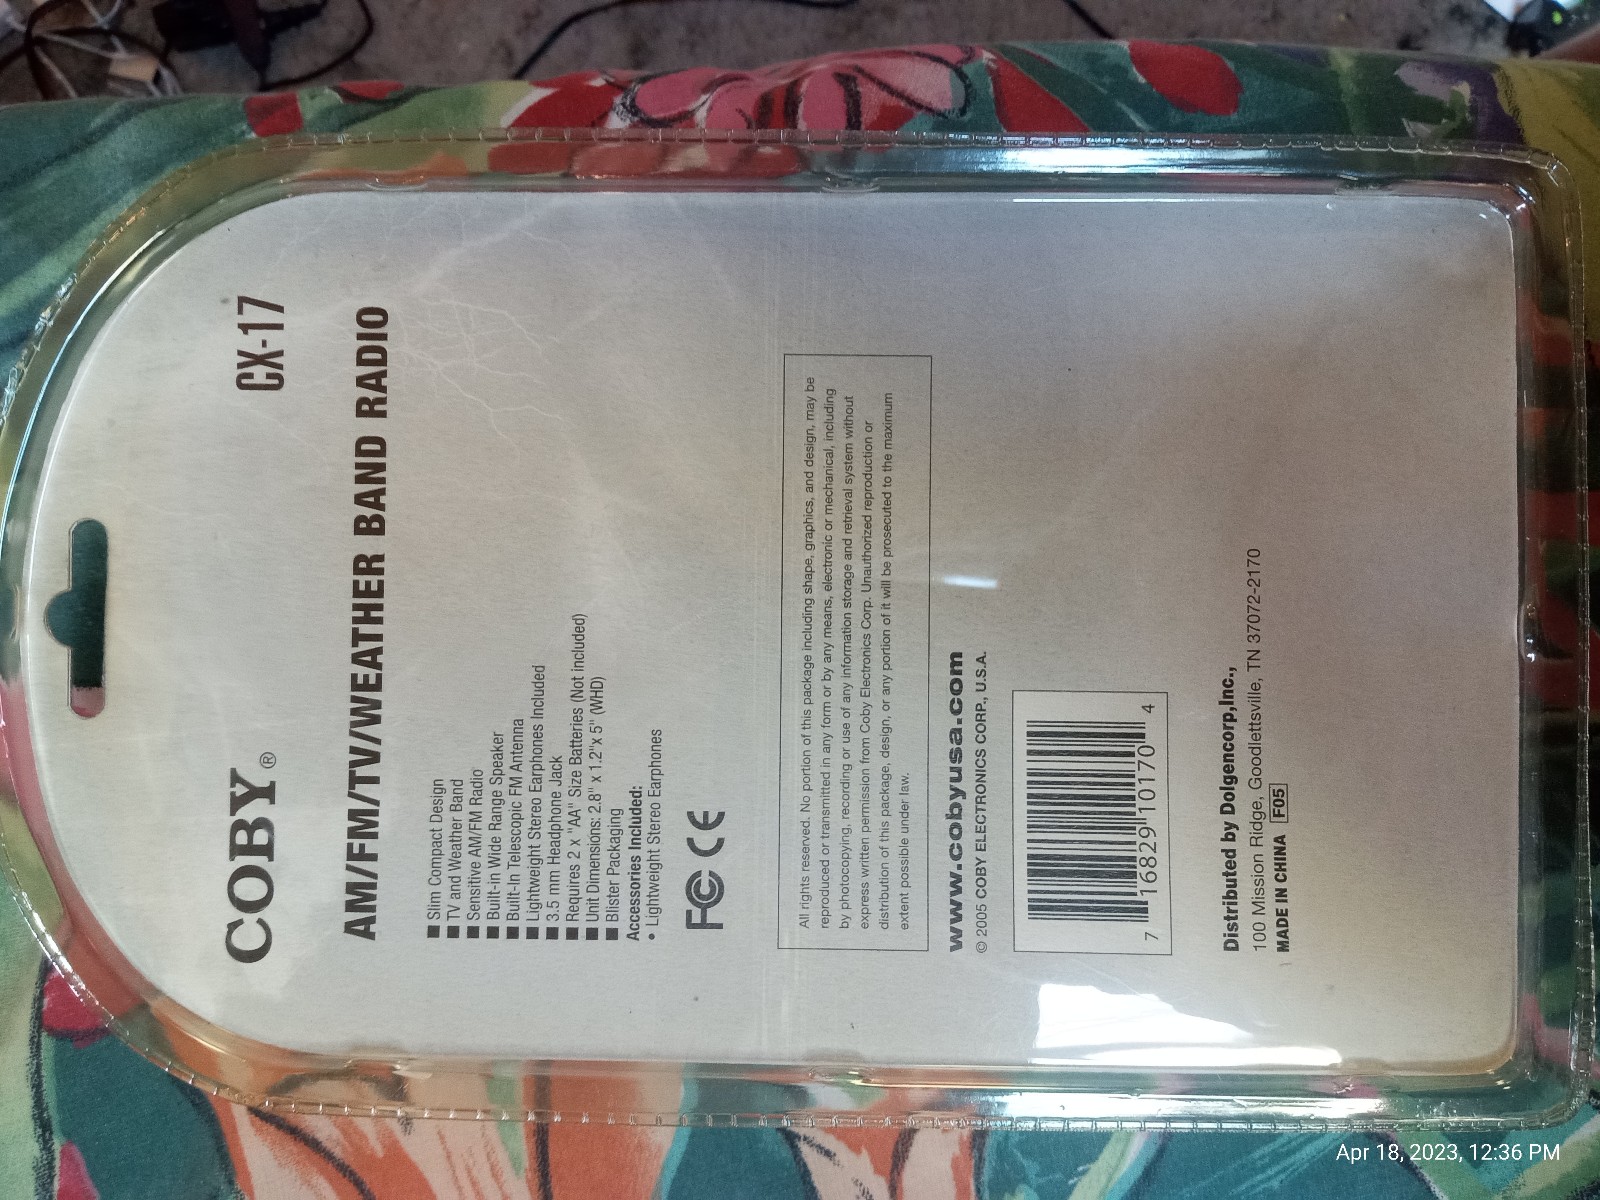 COBY®
CX-17
AM/FM/TV/WEATHER BAND RADIO
■ Slim Compact Design
■ TV and Weather Band
■ Sensitive AM/FM Radio
■ Built-in Wide Range Speaker
■ Built-In Telescopic FM Antenna
■ Lightweight Stereo Earphones Included
■ 3.5 mm Headphone Jack
■ Requires 2 x "AA" Size Batteries (Not included)
■ Unit Dimensions: 2.8" x 1.2"x 5" (WHD)
■ Blister Packaging
Accessories Included:
• Lightweight Stereo Earphones
FC CE
All rights reserved. No portion of this package including shape, graphics, and design, may be
reproduced or transmitted in any form or by any means, electronic or mechanical, including
by photocopying, recording or use of any information storage and retrieval system without
express written permission from Coby Electronics Corp. Unauthorized reproduction or
distribution of this package, design, or any portion of it will be prosecuted to the maximum
extent possible under law.
www.cobyusa.com
© 2005 COBY ELECTRONICS CORP., U.S.A.
7 16829 10170 4
Distributed by Dolgencorp,Inc.,
100 Mission Ridge, Goodlettsville, TN 37072-2170
MADE IN CHINA F05
Apr 18, 2023, 12:36 PM